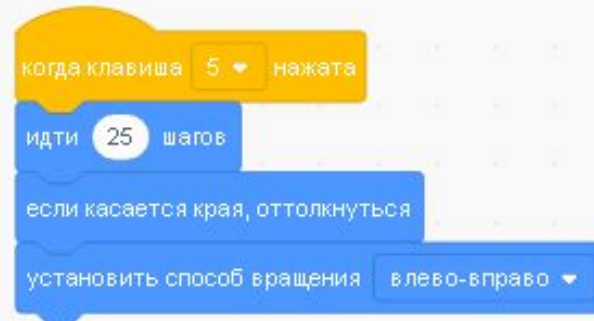 когда клавиша 5 нажата
идти 25 шагов
если касается края, оттолкнуться
установить способ вращения влево-вправо